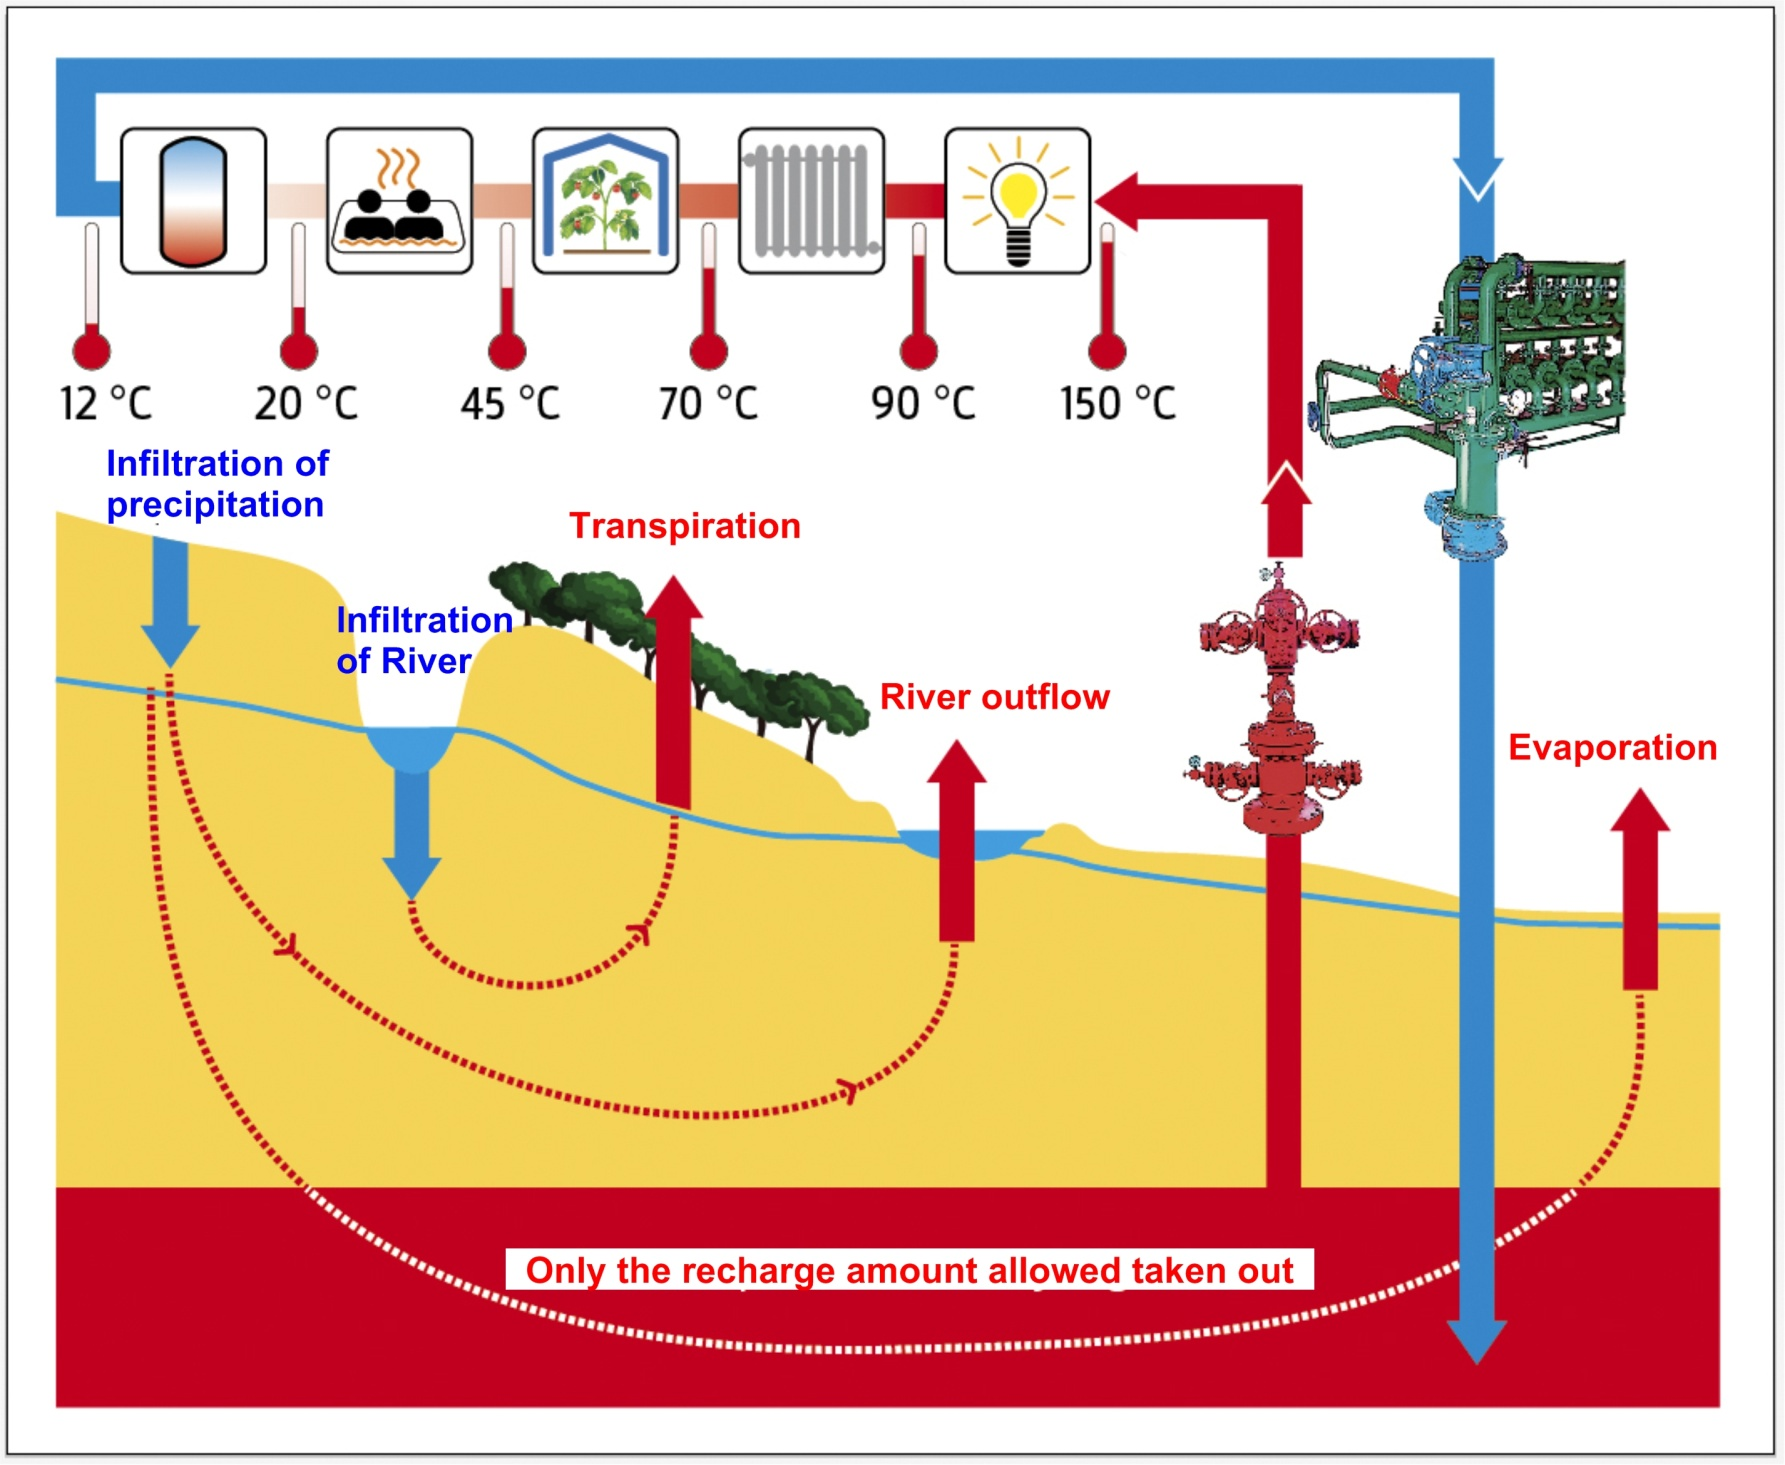 12 °C 20 °C 45 °C 70 °C 90 °C 150 °C
Infiltration of
precipitation
Transpiration
Infiltration
of River
River outflow
Evaporation
Only the recharge amount allowed taken out